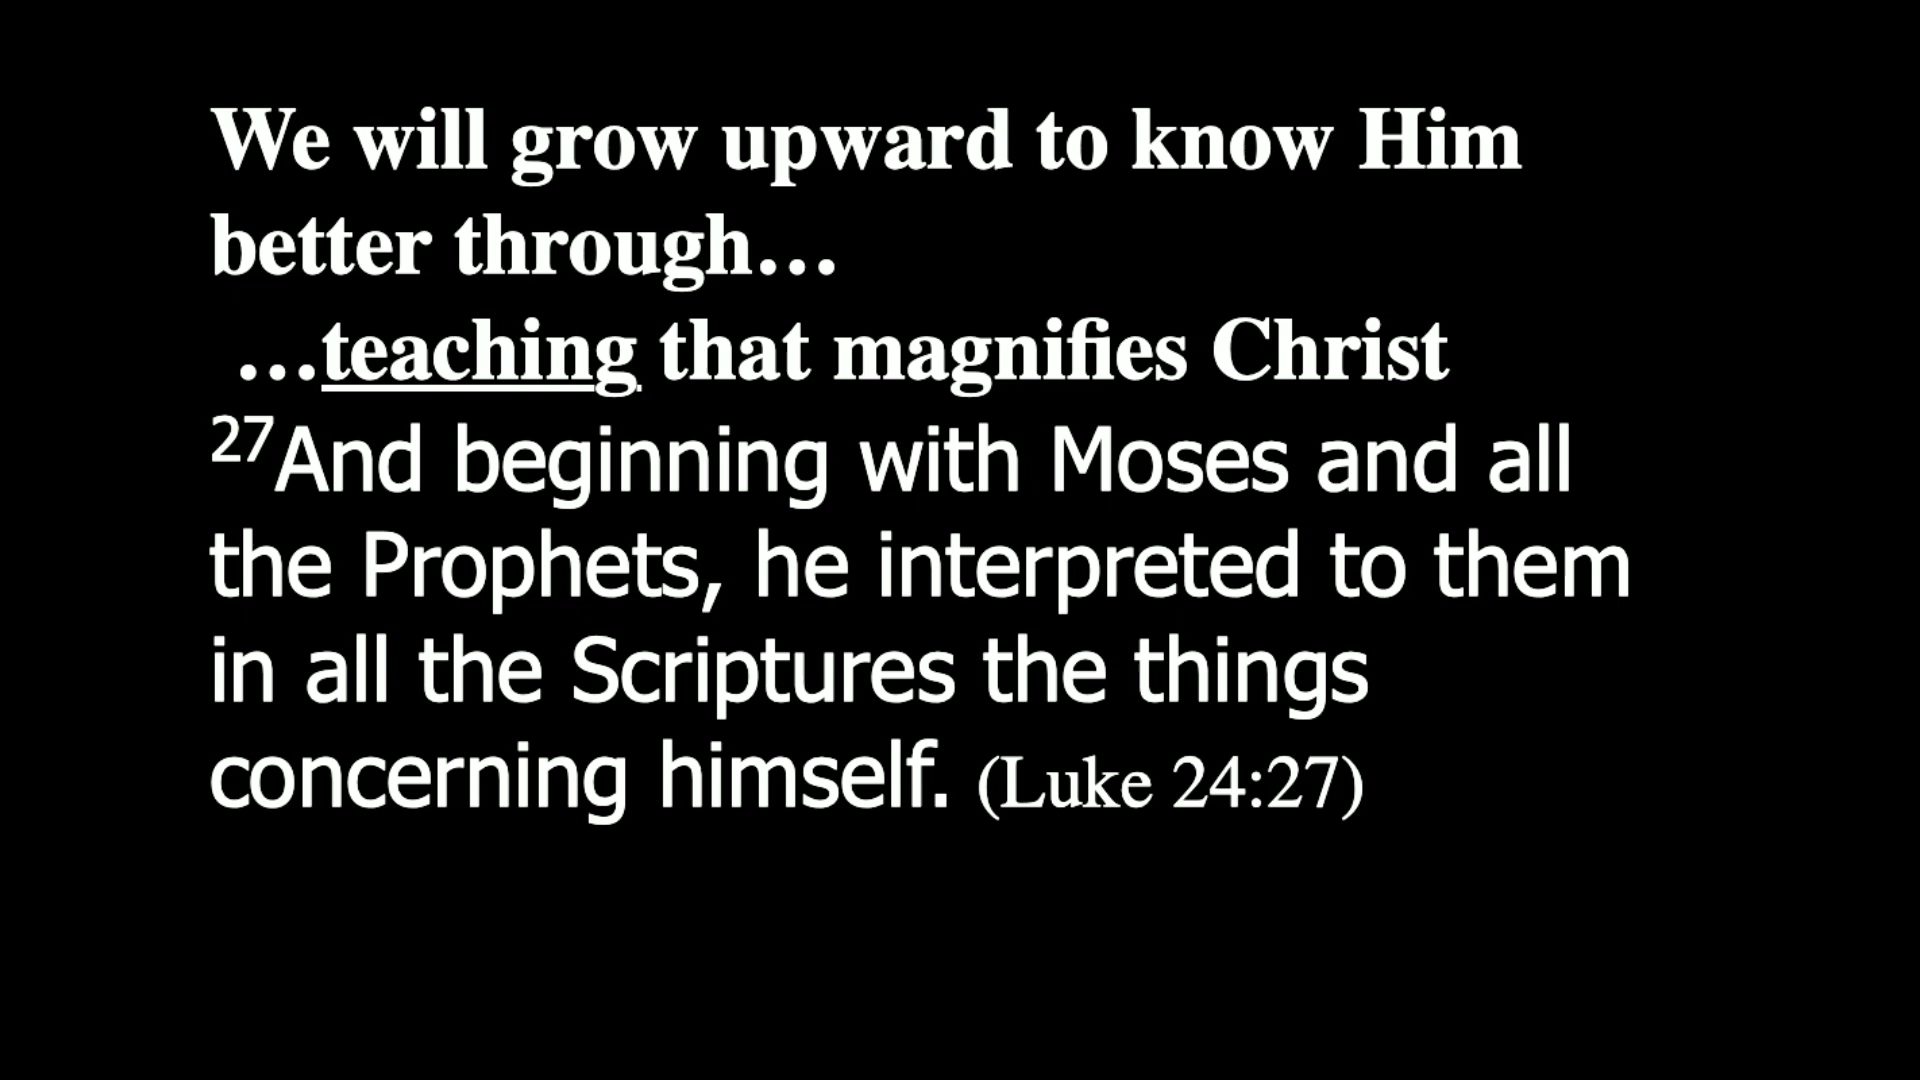 We will grow upward to know Him
better through…
…teaching that magnifies Christ
27And beginning with Moses and all
the Prophets, he interpreted to them
in all the Scriptures the things
concerning himself. (Luke 24:27)